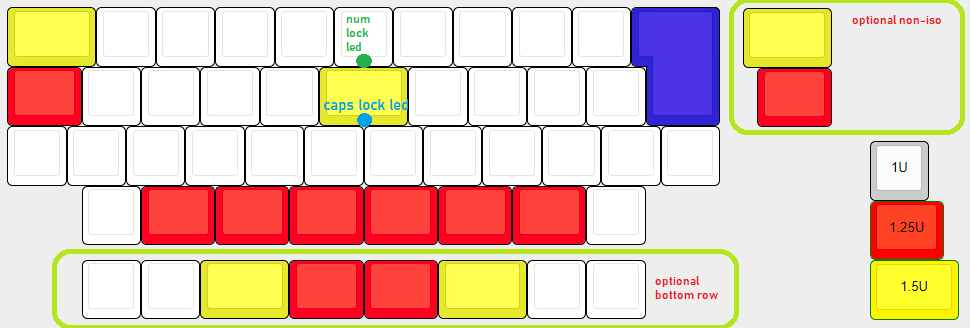 num
lock
led
optional non-iso
caps lock led
1U
1.25U
1.5U
optional
bottom row